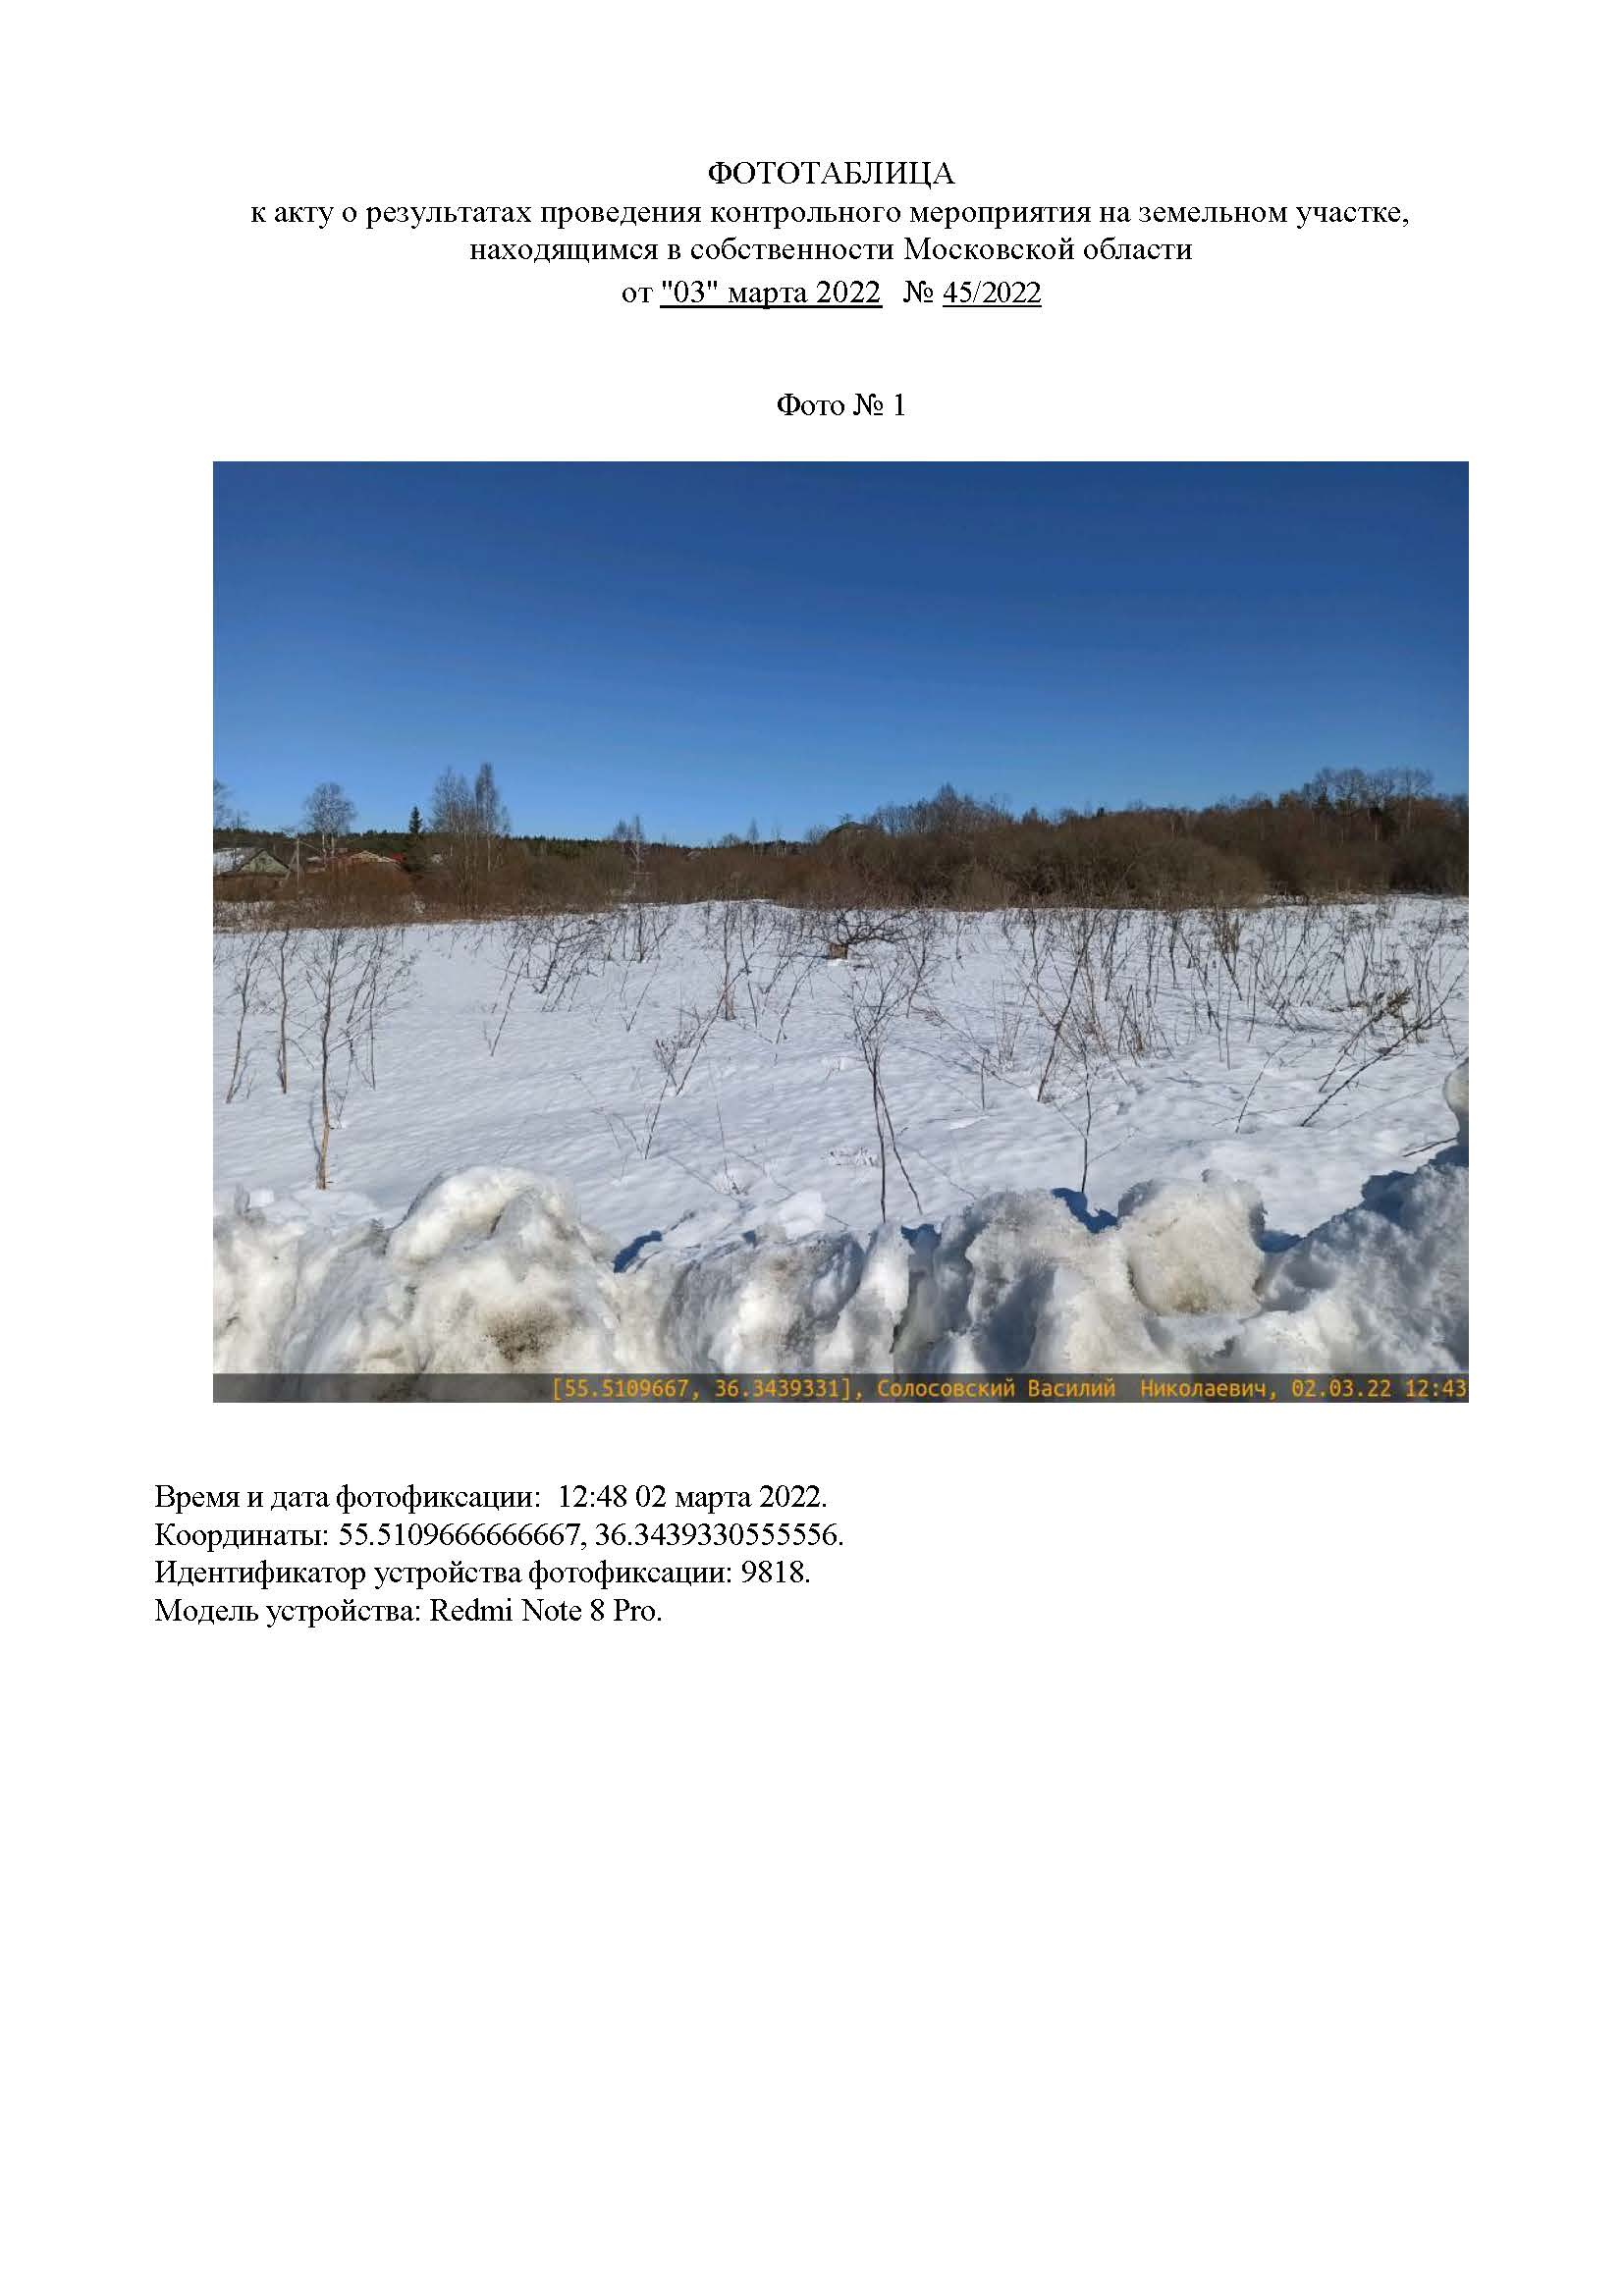 ФОТОТАБЛИЦА
к акту о результатах проведения контрольного мероприятия на земельном участке,
находящимся в собственности Московской области
от "03" марта 2022 № 45/2022
Фото № 1
[55.5109667, 36.3439331], Солосовский Василий Николаевич, 02.03.22 12:43
Время и дата фотофиксации: 12:48 02 марта 2022.
Координаты: 55.5109666666667, 36.3439330555556.
Идентификатор устройства фотофиксации: 9818.
Модель устройства: Redmi Note 8 Pro.